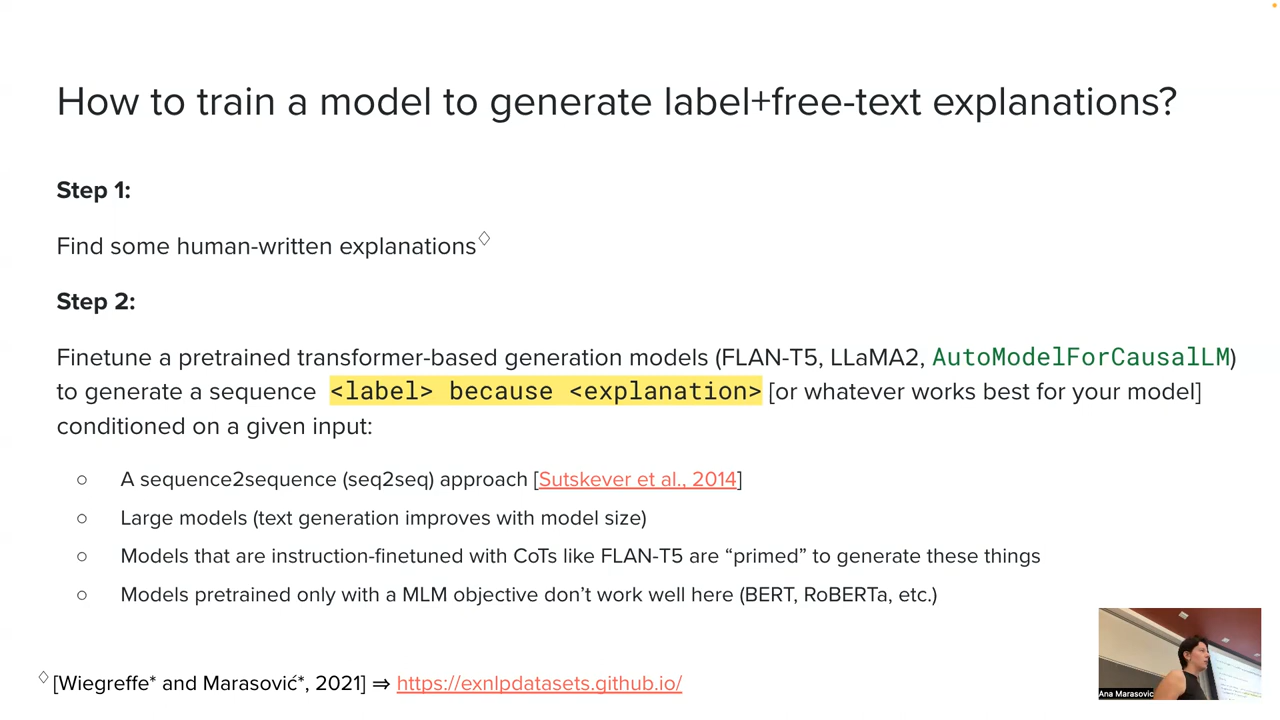 How to train a model to generate label+free-text explanations?
Step 1:
Find some human-written explanations♢
Step 2:
Finetune a pretrained transformer-based generation models (FLAN-T5, LLaMA2, AutoModelForCausalLM)
to generate a sequence <label> because <explanation> [or whatever works best for your model]
conditioned on a given input:
○ A sequence2sequence (seq2seq) approach [Sutskever et al., 2014]
○ Large models (text generation improves with model size)
○ Models that are instruction-finetuned with CoTs like FLAN-T5 are “primed” to generate these things
○ Models pretrained only with a MLM objective don’t work well here (BERT, RoBERTa, etc.)
♢ [Wiegreffe* and Marasović*, 2021] ⇒ https://exnlpdatasets.github.io/
Ana Marasovic